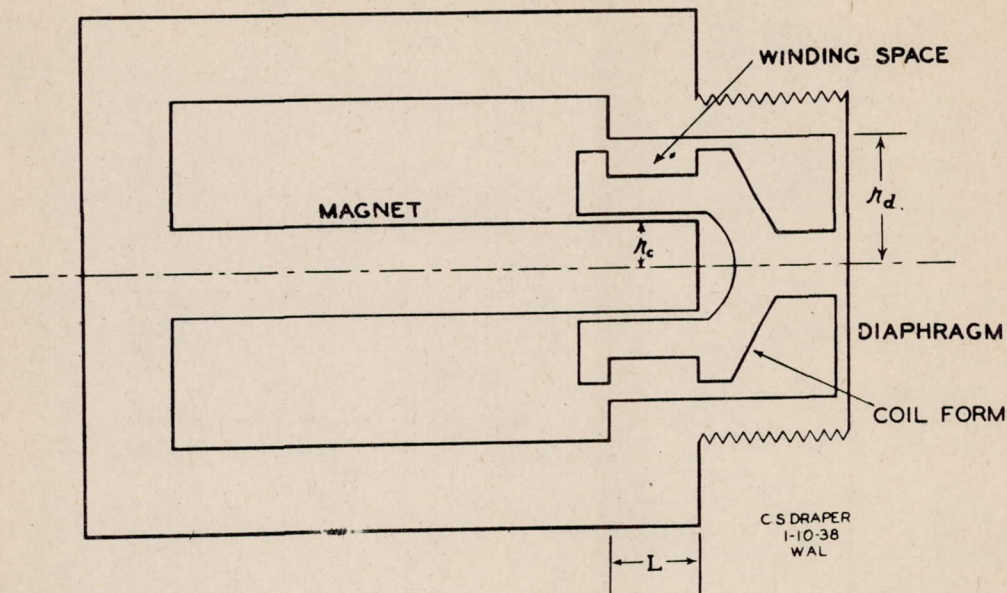 WINDING SPACE
r_d.
MAGNET
r_c
DIAPHRAGM
COIL FORM
C S DRAPER
1-10-38
WAL
L